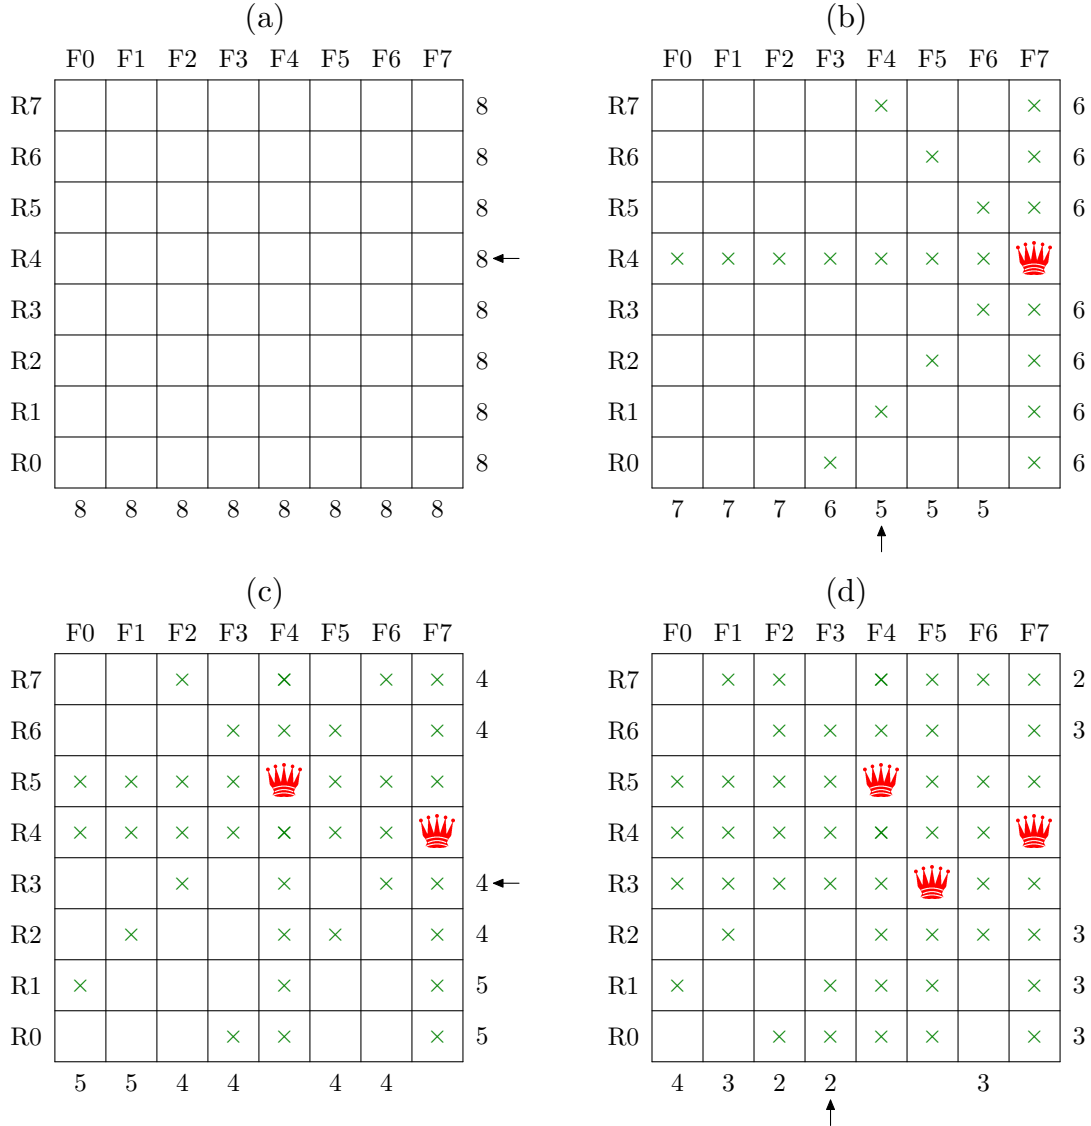 (a)
F0 F1 F2 F3 F4 F5 F6 F7
R7 8
R6 8
R5 8
R4 8
R3 8
R2 8
R1 8
R0 8
8 8 8 8 8 8 8 8
(b)
F0 F1 F2 F3 F4 F5 F6 F7
R7 6
R6 6
R5 6
R4
R3 6
R2 6
R1 6
R0 6
7 7 7 6 5 5 5
(c)
F0 F1 F2 F3 F4 F5 F6 F7
R7 4
R6 4
R5
R4
R3 4
R2 4
R1 5
R0 5
5 5 4 4 4 4
(d)
F0 F1 F2 F3 F4 F5 F6 F7
R7 2
R6 3
R5
R4
R3
R2 3
R1 3
R0 3
4 3 2 2 3